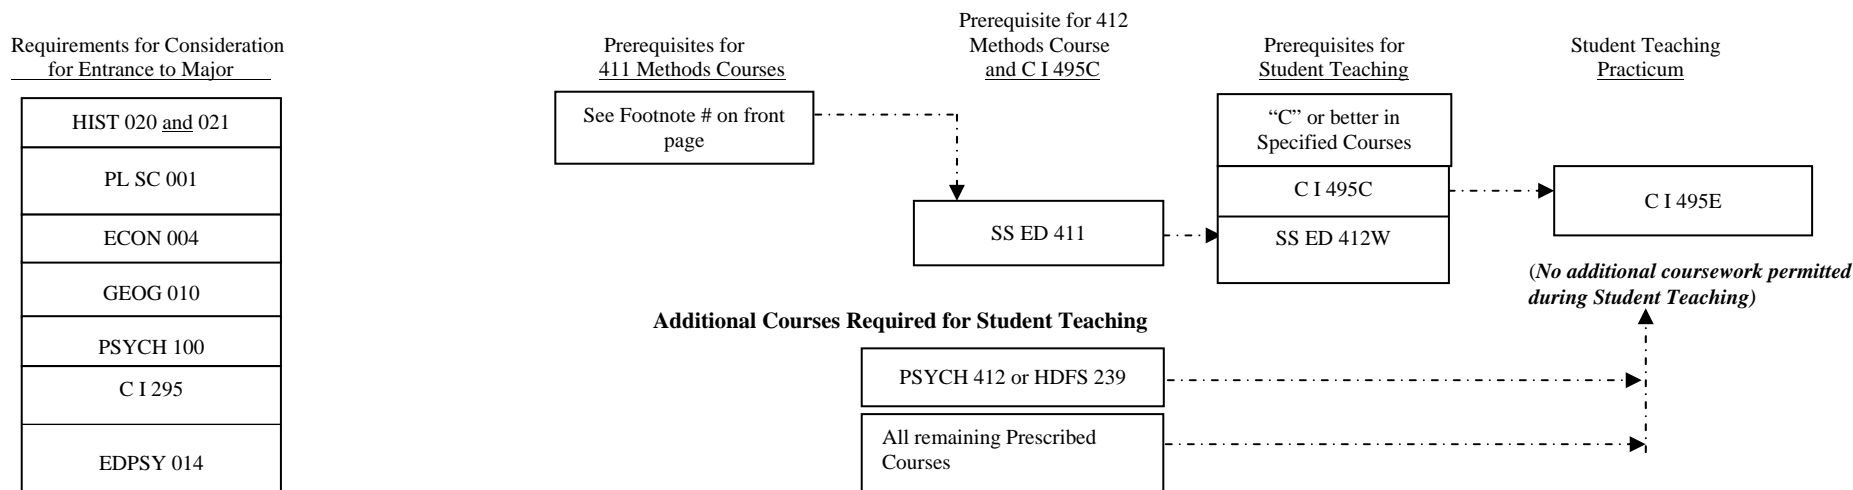 Requirements for Consideration
for Entrance to Major
HIST 020 and 021
PL SC 001
ECON 004
GEOG 010
PSYCH 100
C I 295
EDPSY 014
Prerequisites for
411 Methods Courses
See Footnote # on front
page
Prerequisite for 412
Methods Course
and C I 495C
SS ED 411
Prerequisites for
Student Teaching
“C” or better in
Specified Courses
C I 495C
SS ED 412W
Student Teaching
Practicum
C I 495E
(No additional coursework permitted
during Student Teaching)
Additional Courses Required for Student Teaching
PSYCH 412 or HDFS 239
All remaining Prescribed
Courses